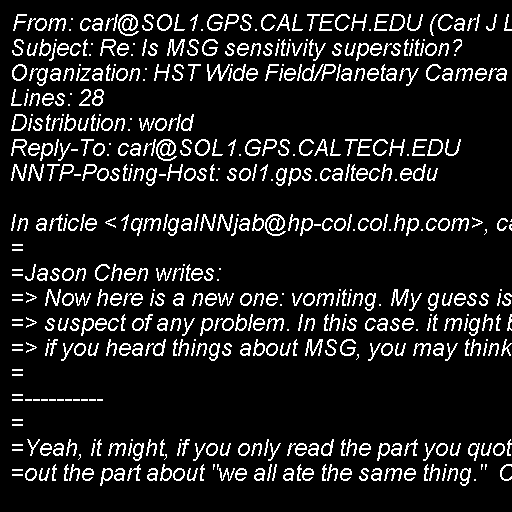 From: carl@SOL1.GPS.CALTECH.EDU (Carl J L
Subject: Re: Is MSG sensitivity superstition?
Organization: HST Wide Field/Planetary Camera
Lines: 28
Distribution: world
Reply-To: carl@SOL1.GPS.CALTECH.EDU
NNTP-Posting-Host: sol1.gps.caltech.edu

In article <1qmlgaINNjab@hp-col.col.hp.com>, ca
=
=Jason Chen writes:
=> Now here is a new one: vomiting. My guess is
=> suspect of any problem. In this case. it might b
=> if you heard things about MSG, you may think
=
=----------
=
=Yeah, it might, if you only read the part you quot
=out the part about "we all ate the same thing."  C